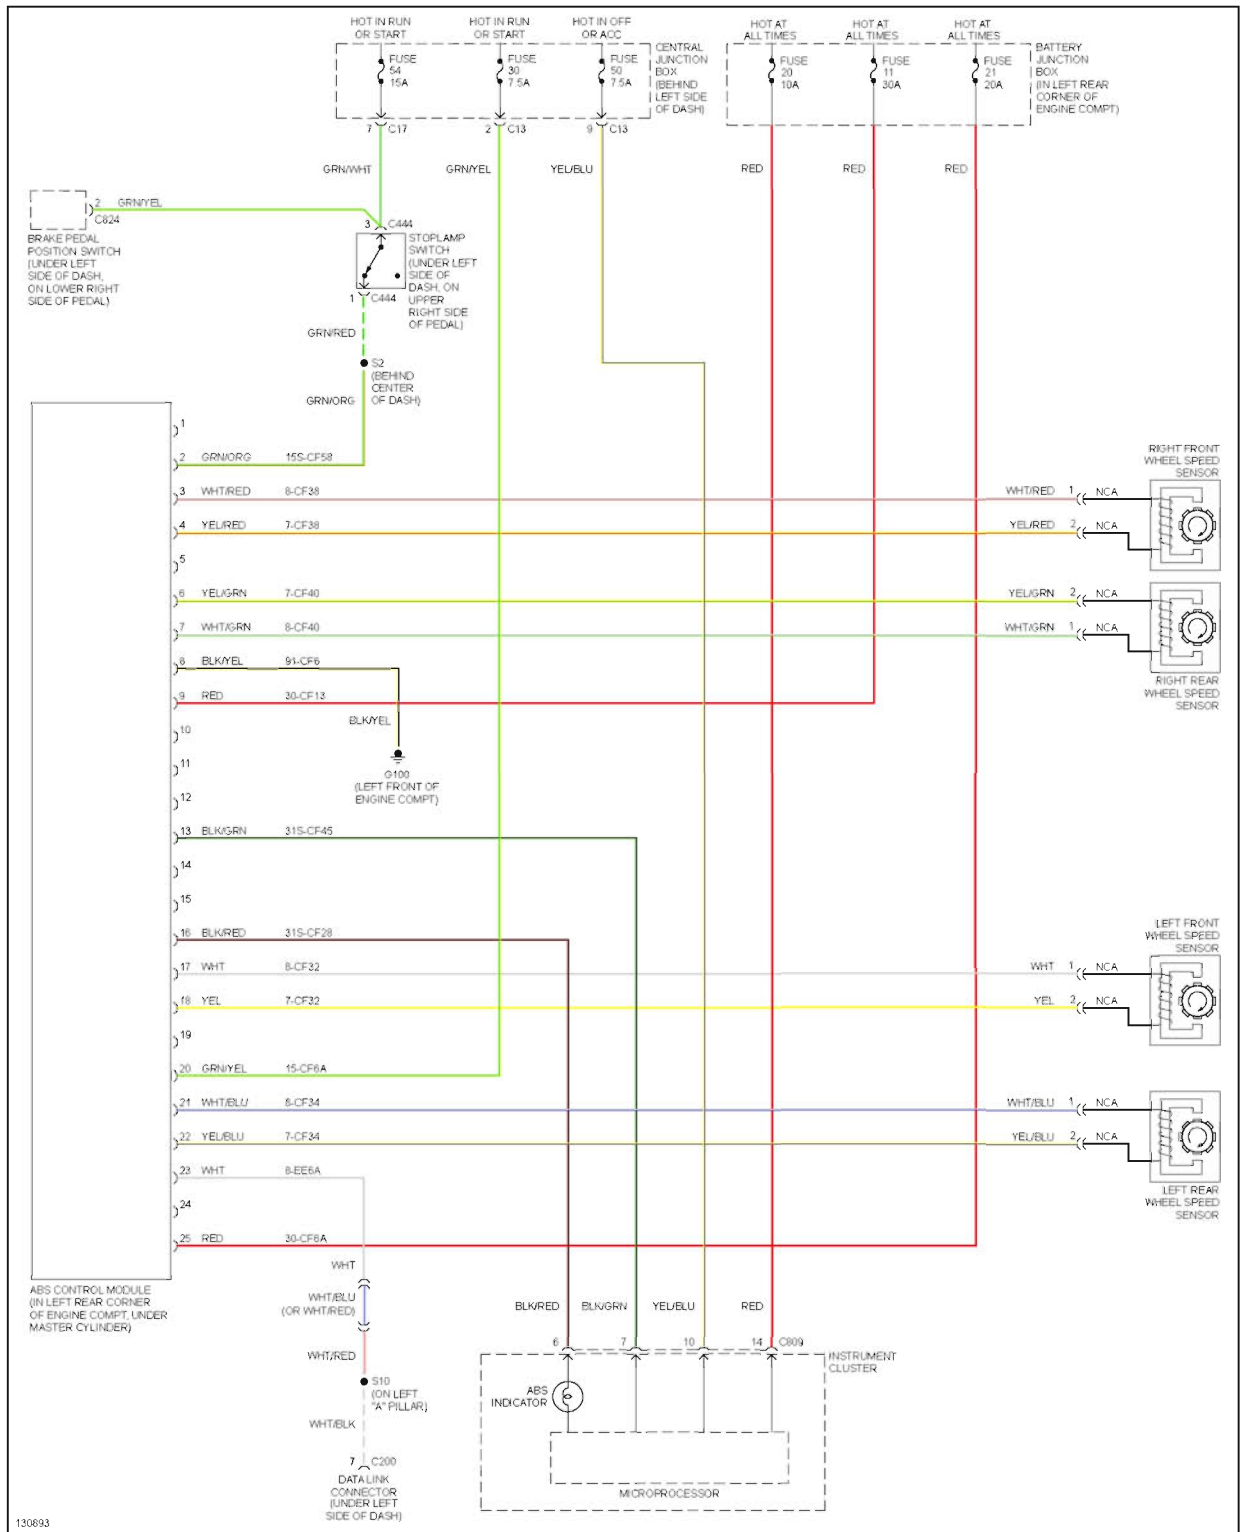 HOT IN RUN
OR START
HOT IN RUN
OR START
HOT IN OFF
OR ACC
HOT AT
ALL TIMES
HOT AT
ALL TIMES
HOT AT
ALL TIMES
FUSE
54
15A
FUSE
30
7.5A
FUSE
50
7.5A
CENTRAL
JUNCTION
BOX
(BEHIND
LEFT SIDE
OF DASH)
FUSE
20
10A
FUSE
11
30A
FUSE
21
20A
BATTERY
JUNCTION
BOX
(IN LEFT REAR
CORNER OF
ENGINE COMPT)
7 C17
2 C13
9 C13
GRN/WHT
GRN/YEL
YEL/BLU
RED
RED
RED
2 GRN/YEL
C824
BRAKE PEDAL
POSITION SWITCH
(UNDER LEFT
SIDE OF DASH,
ON LOWER RIGHT
SIDE OF PEDAL)
3 C444
STOPLAMP
SWITCH
(UNDER LEFT
SIDE OF
DASH, ON
UPPER
RIGHT SIDE
OF PEDAL)
1 C444
GRN/RED
S2
(BEHIND
CENTER
OF DASH)
GRN/ORG
1
2 GRN/ORG 15S-CF58
3 WHT/RED 8-CF38
WHT/RED 1 NCA
4 YEL/RED 7-CF38
YEL/RED 2 NCA
RIGHT FRONT
WHEEL SPEED
SENSOR
5
6 YEL/GRN 7-CF40
YEL/GRN 2 NCA
7 WHT/GRN 8-CF40
WHT/GRN 1 NCA
RIGHT REAR
WHEEL SPEED
SENSOR
8 BLK/YEL 91-CF6
9 RED 30-CF13
BLK/YEL
G100
(LEFT FRONT OF
ENGINE COMPT)
10
11
12
13 BLK/GRN 31S-CF45
14
15
16 BLK/RED 31S-CF28
17 WHT 8-CF32
WHT 1 NCA
18 YEL 7-CF32
YEL 2 NCA
LEFT FRONT
WHEEL SPEED
SENSOR
19
20 GRN/YEL 15-CF6A
21 WHT/BLU 8-CF34
WHT/BLU 1 NCA
22 YEL/BLU 7-CF34
YEL/BLU 2 NCA
LEFT REAR
WHEEL SPEED
SENSOR
23 WHT 8-EE6A
24
25 RED 30-CF6A
ABS CONTROL MODULE
(IN LEFT REAR CORNER
OF ENGINE COMPT, UNDER
MASTER CYLINDER)
WHT
WHT/BLU
(OR WHT/RED)
WHT/RED
S10
(ON LEFT
"A" PILLAR)
WHT/BLK
7 C200
DATA LINK
CONNECTOR
(UNDER LEFT
SIDE OF DASH)
BLK/RED
BLK/GRN
YEL/BLU
RED
6
7
10
14 C809
INSTRUMENT
CLUSTER
ABS
INDICATOR
MICROPROCESSOR
130893